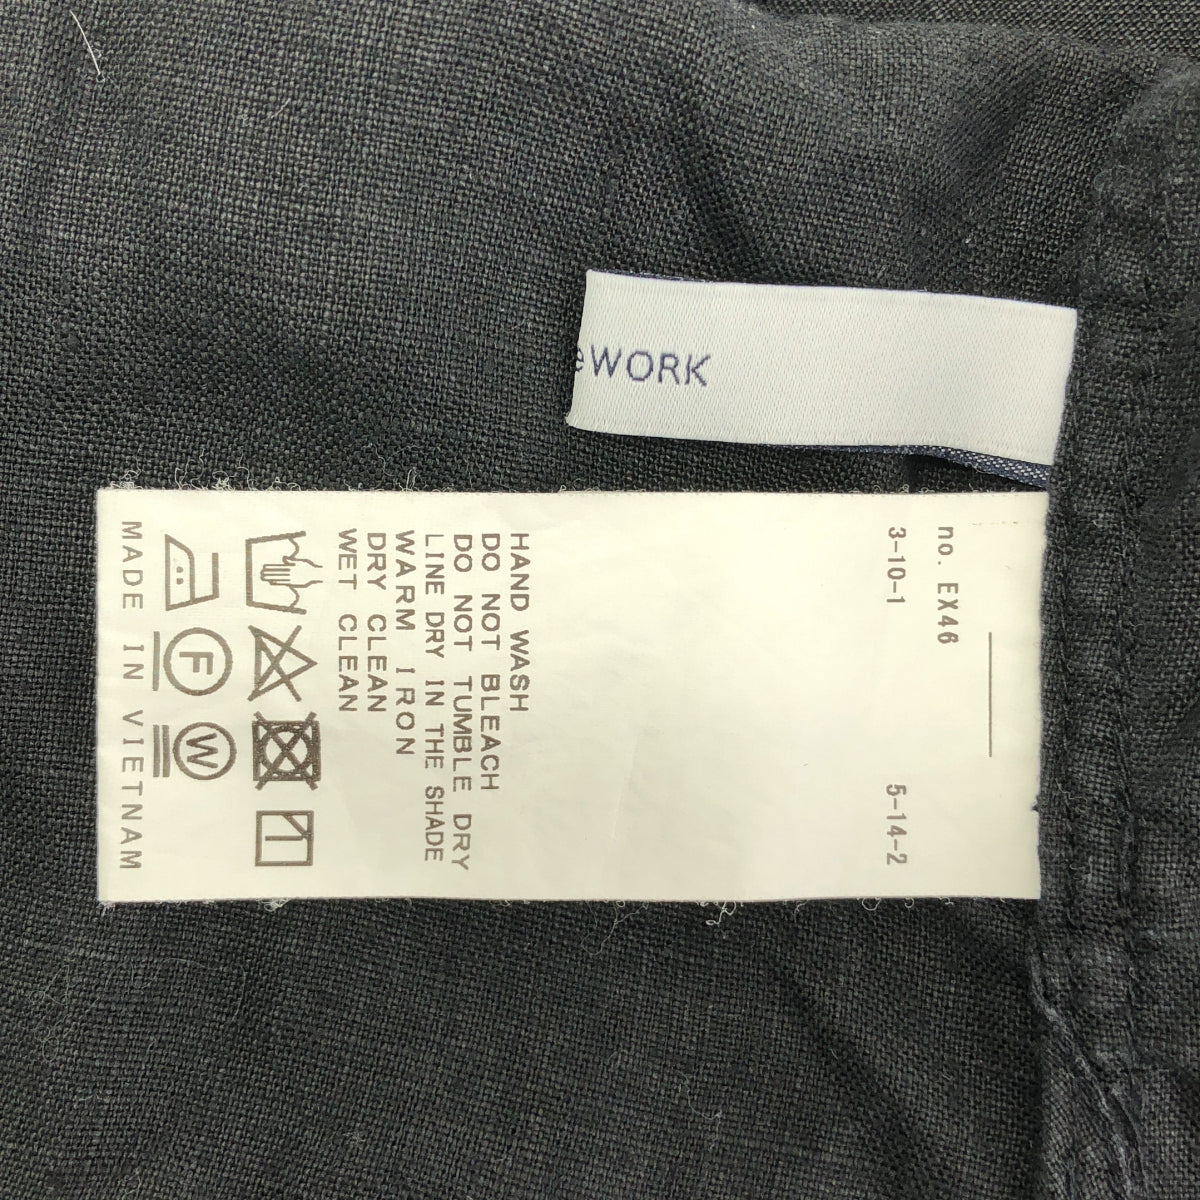 eWORK
no. EX46
3-10-1 5-14-2
HAND WASH
DO NOT BLEACH
DO NOT TUMBLE DRY
LINE DRY IN THE SHADE
WARM IRON
DRY CLEAN
WET CLEAN
F W
MADE IN VIETNAM